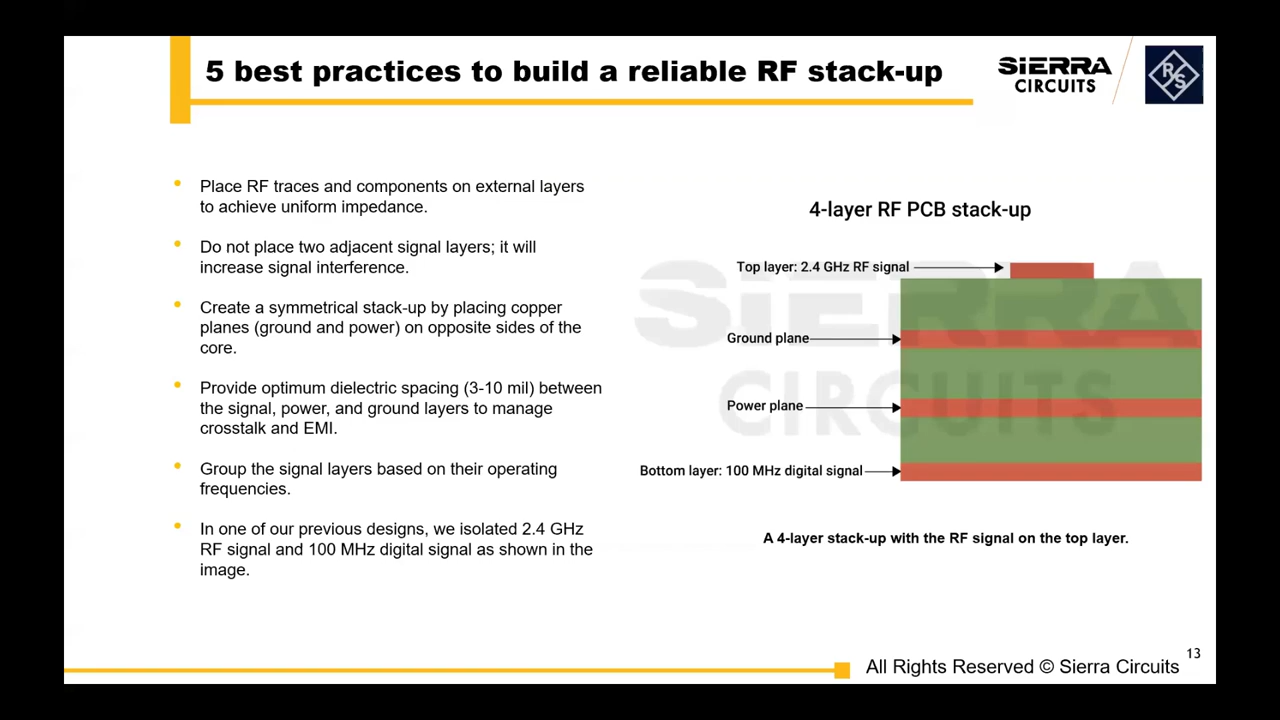 5 best practices to build a reliable RF stack-up
SiERRA
CIRCUITS
R/S
Place RF traces and components on external layers
to achieve uniform impedance.
Do not place two adjacent signal layers; it will
increase signal interference.
Create a symmetrical stack-up by placing copper
planes (ground and power) on opposite sides of the
core.
Provide optimum dielectric spacing (3-10 mil) between
the signal, power, and ground layers to manage
crosstalk and EMI.
Group the signal layers based on their operating
frequencies.
In one of our previous designs, we isolated 2.4 GHz
RF signal and 100 MHz digital signal as shown in the
image.
4-layer RF PCB stack-up
Top layer: 2.4 GHz RF signal
Ground plane
Power plane
Bottom layer: 100 MHz digital signal
SiERRA
CIRCUITS
A 4-layer stack-up with the RF signal on the top layer.
13
All Rights Reserved © Sierra Circuits